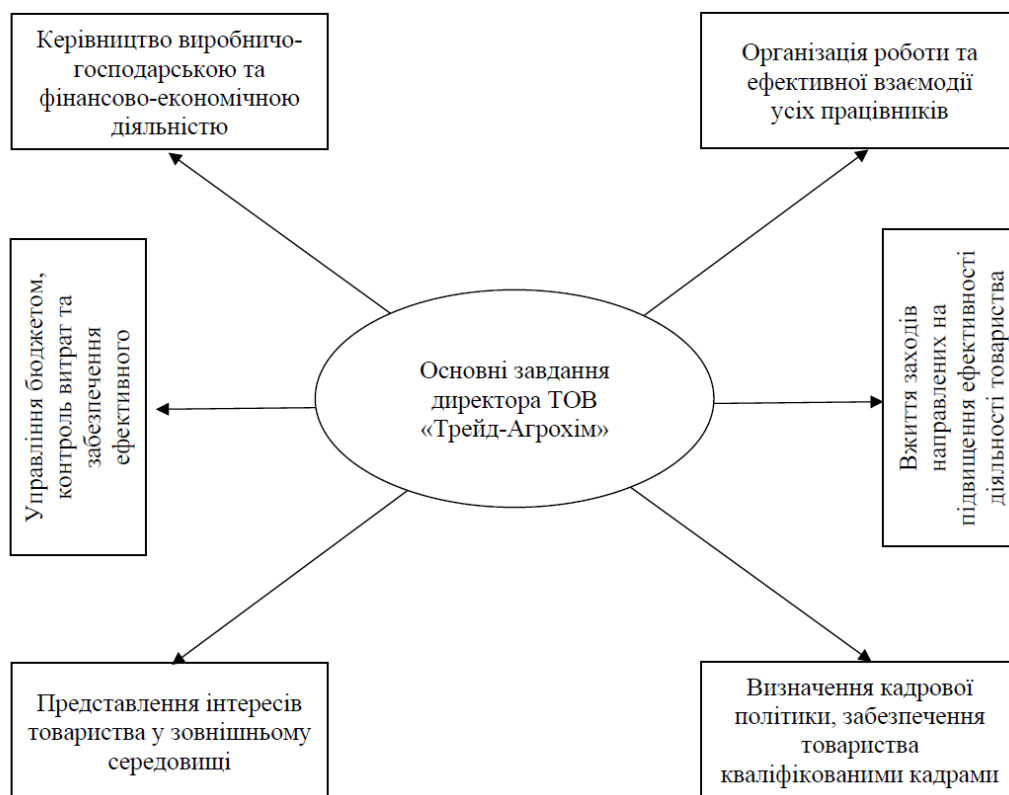 Керівництво виробничо-
господарською та
фінансово-економічною
діяльністю
Організація роботи та
ефективної взаємодії
усіх працівників
Управління бюджетом,
контроль витрат та
забезпечення
ефективного
Основні завдання
директора ТОВ
«Трейд-Агрохім»
Вжиття заходів
направлених на
підвищення ефективності
діяльності товариства
Представлення інтересів
товариства у зовнішньому
середовищі
Визначення кадрової
політики, забезпечення
товариства
кваліфікованими кадрами